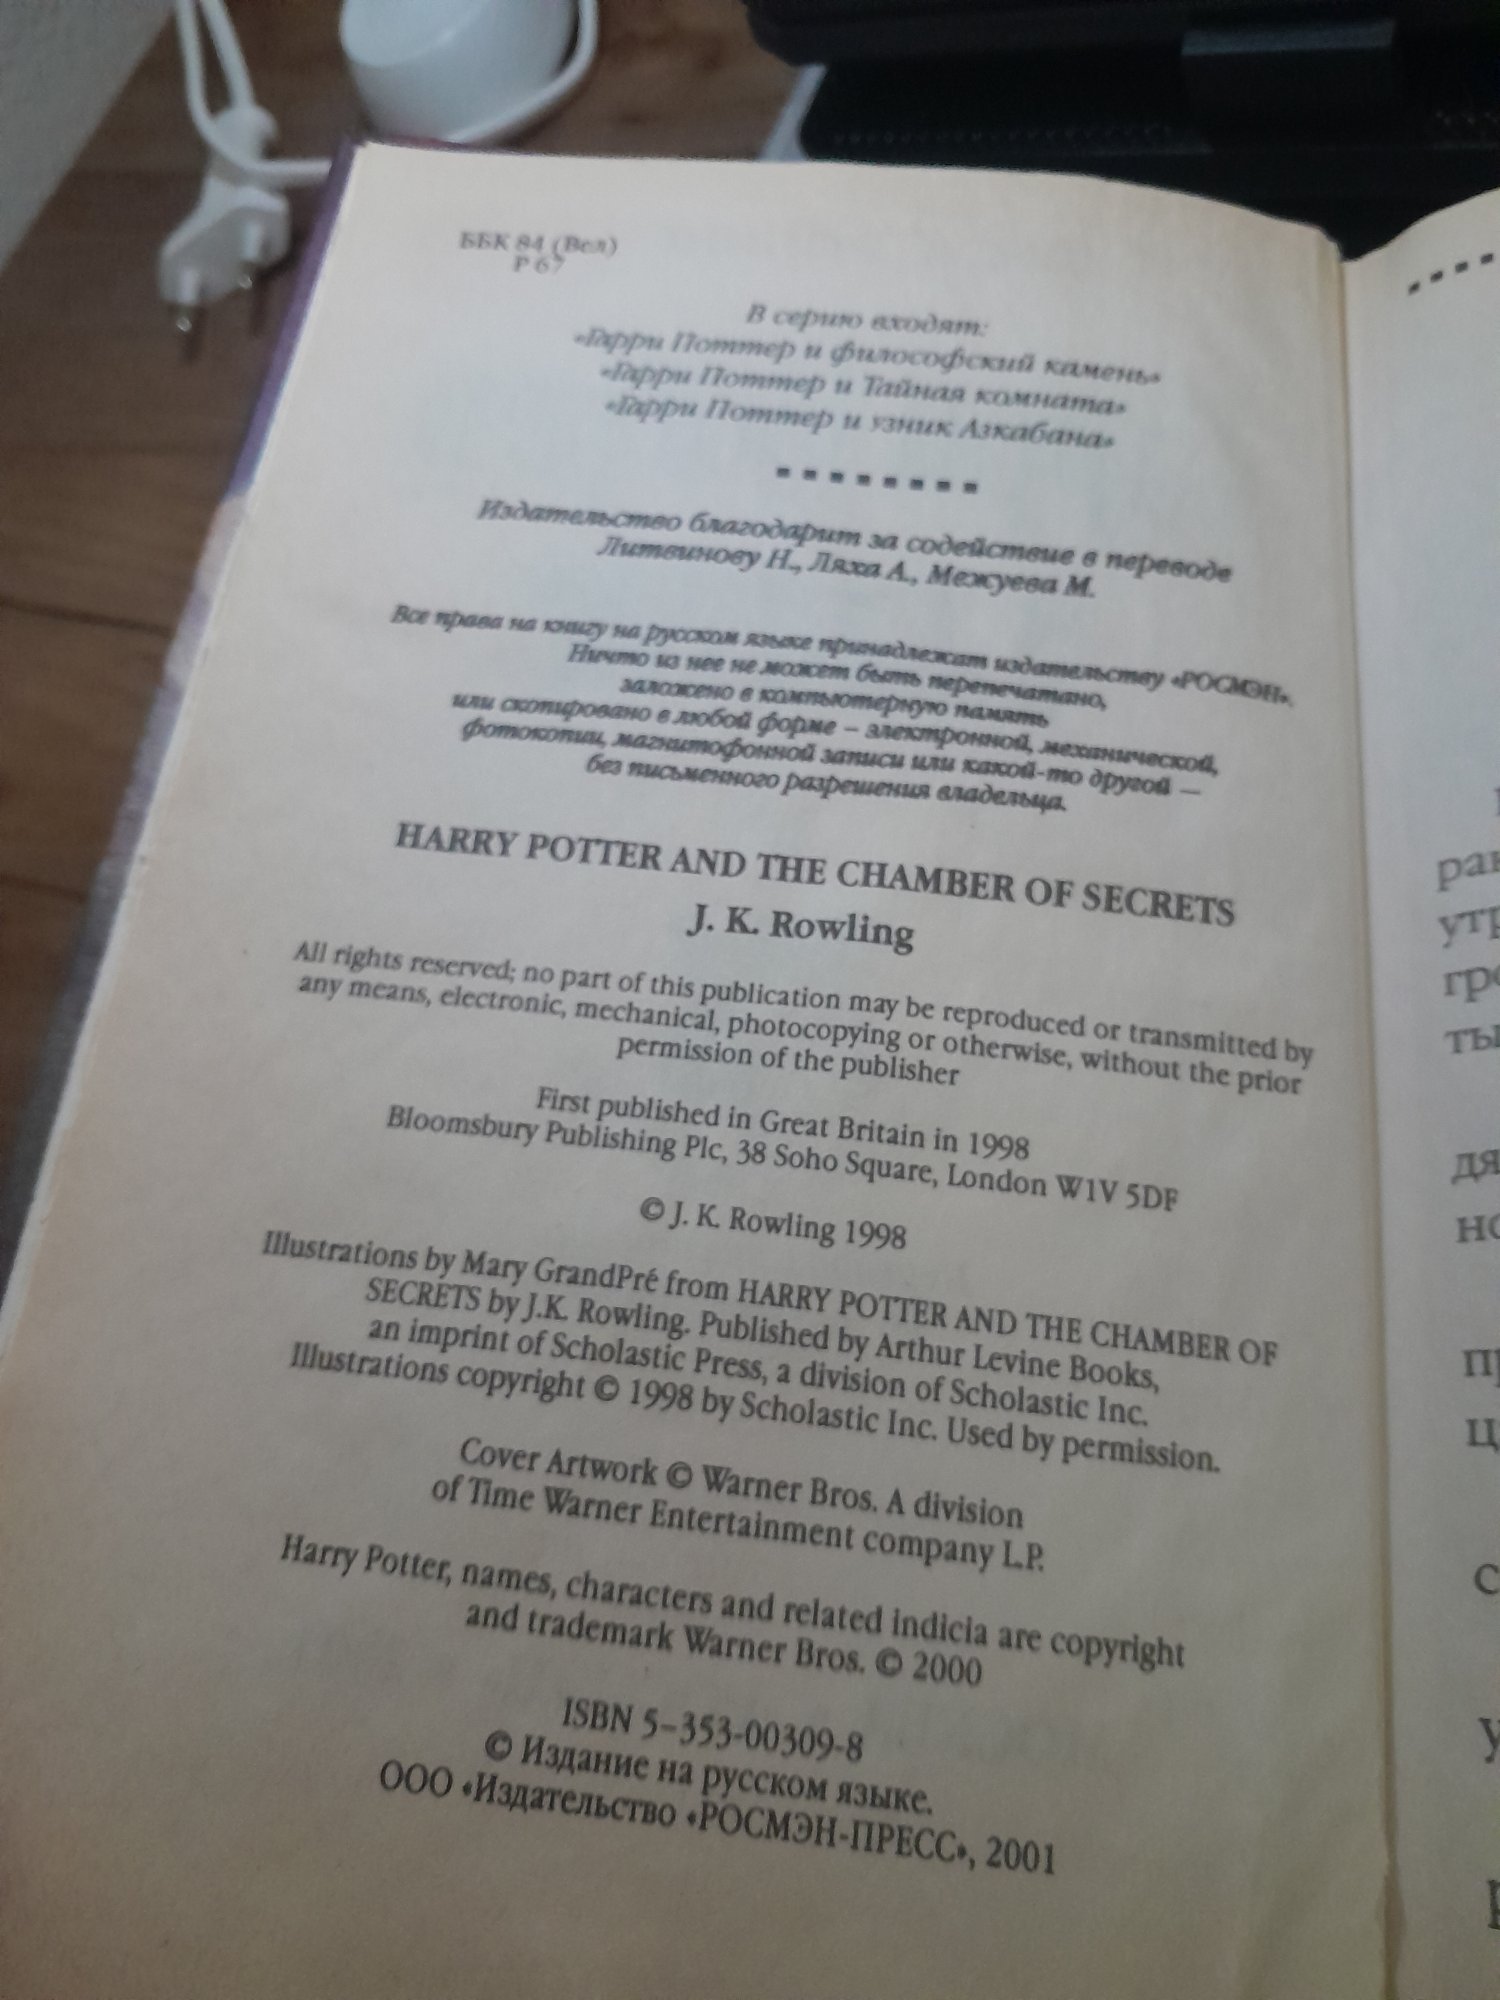 ББК 84 (Вел)
Р 67
В серию входят:
«Гарри Поттер и философский камень»
«Гарри Поттер и Тайная комната»
«Гарри Поттер и узник Азкабана»
Издательство благодарит за содействие в переводе
Литвинову Н., Ляха А., Межуева М.
Все права на книгу на русском языке принадлежат издательству «РОСМЭН».
Ничто из нее не может быть перепечатано,
заложено в компьютерную память
или скопировано в любой форме – электронной, механической,
фотокопии, магнитофонной записи или какой-то другой —
без письменного разрешения владельца.
HARRY POTTER AND THE CHAMBER OF SECRETS
J. K. Rowling
All rights reserved; no part of this publication may be reproduced or transmitted by
any means, electronic, mechanical, photocopying or otherwise, without the prior
permission of the publisher
First published in Great Britain in 1998
Bloomsbury Publishing Plc, 38 Soho Square, London W1V 5DF
© J. K. Rowling 1998
Illustrations by Mary GrandPré from HARRY POTTER AND THE CHAMBER OF
SECRETS by J.K. Rowling. Published by Arthur Levine Books,
an imprint of Scholastic Press, a division of Scholastic Inc.
Illustrations copyright © 1998 by Scholastic Inc. Used by permission.
Cover Artwork © Warner Bros. A division
of Time Warner Entertainment company L.P.
Harry Potter, names, characters and related indicia are copyright
and trademark Warner Bros. © 2000
ISBN 5–353-00309-8
© Издание на русском языке.
ООО «Издательство «РОСМЭН-ПРЕСС», 2001